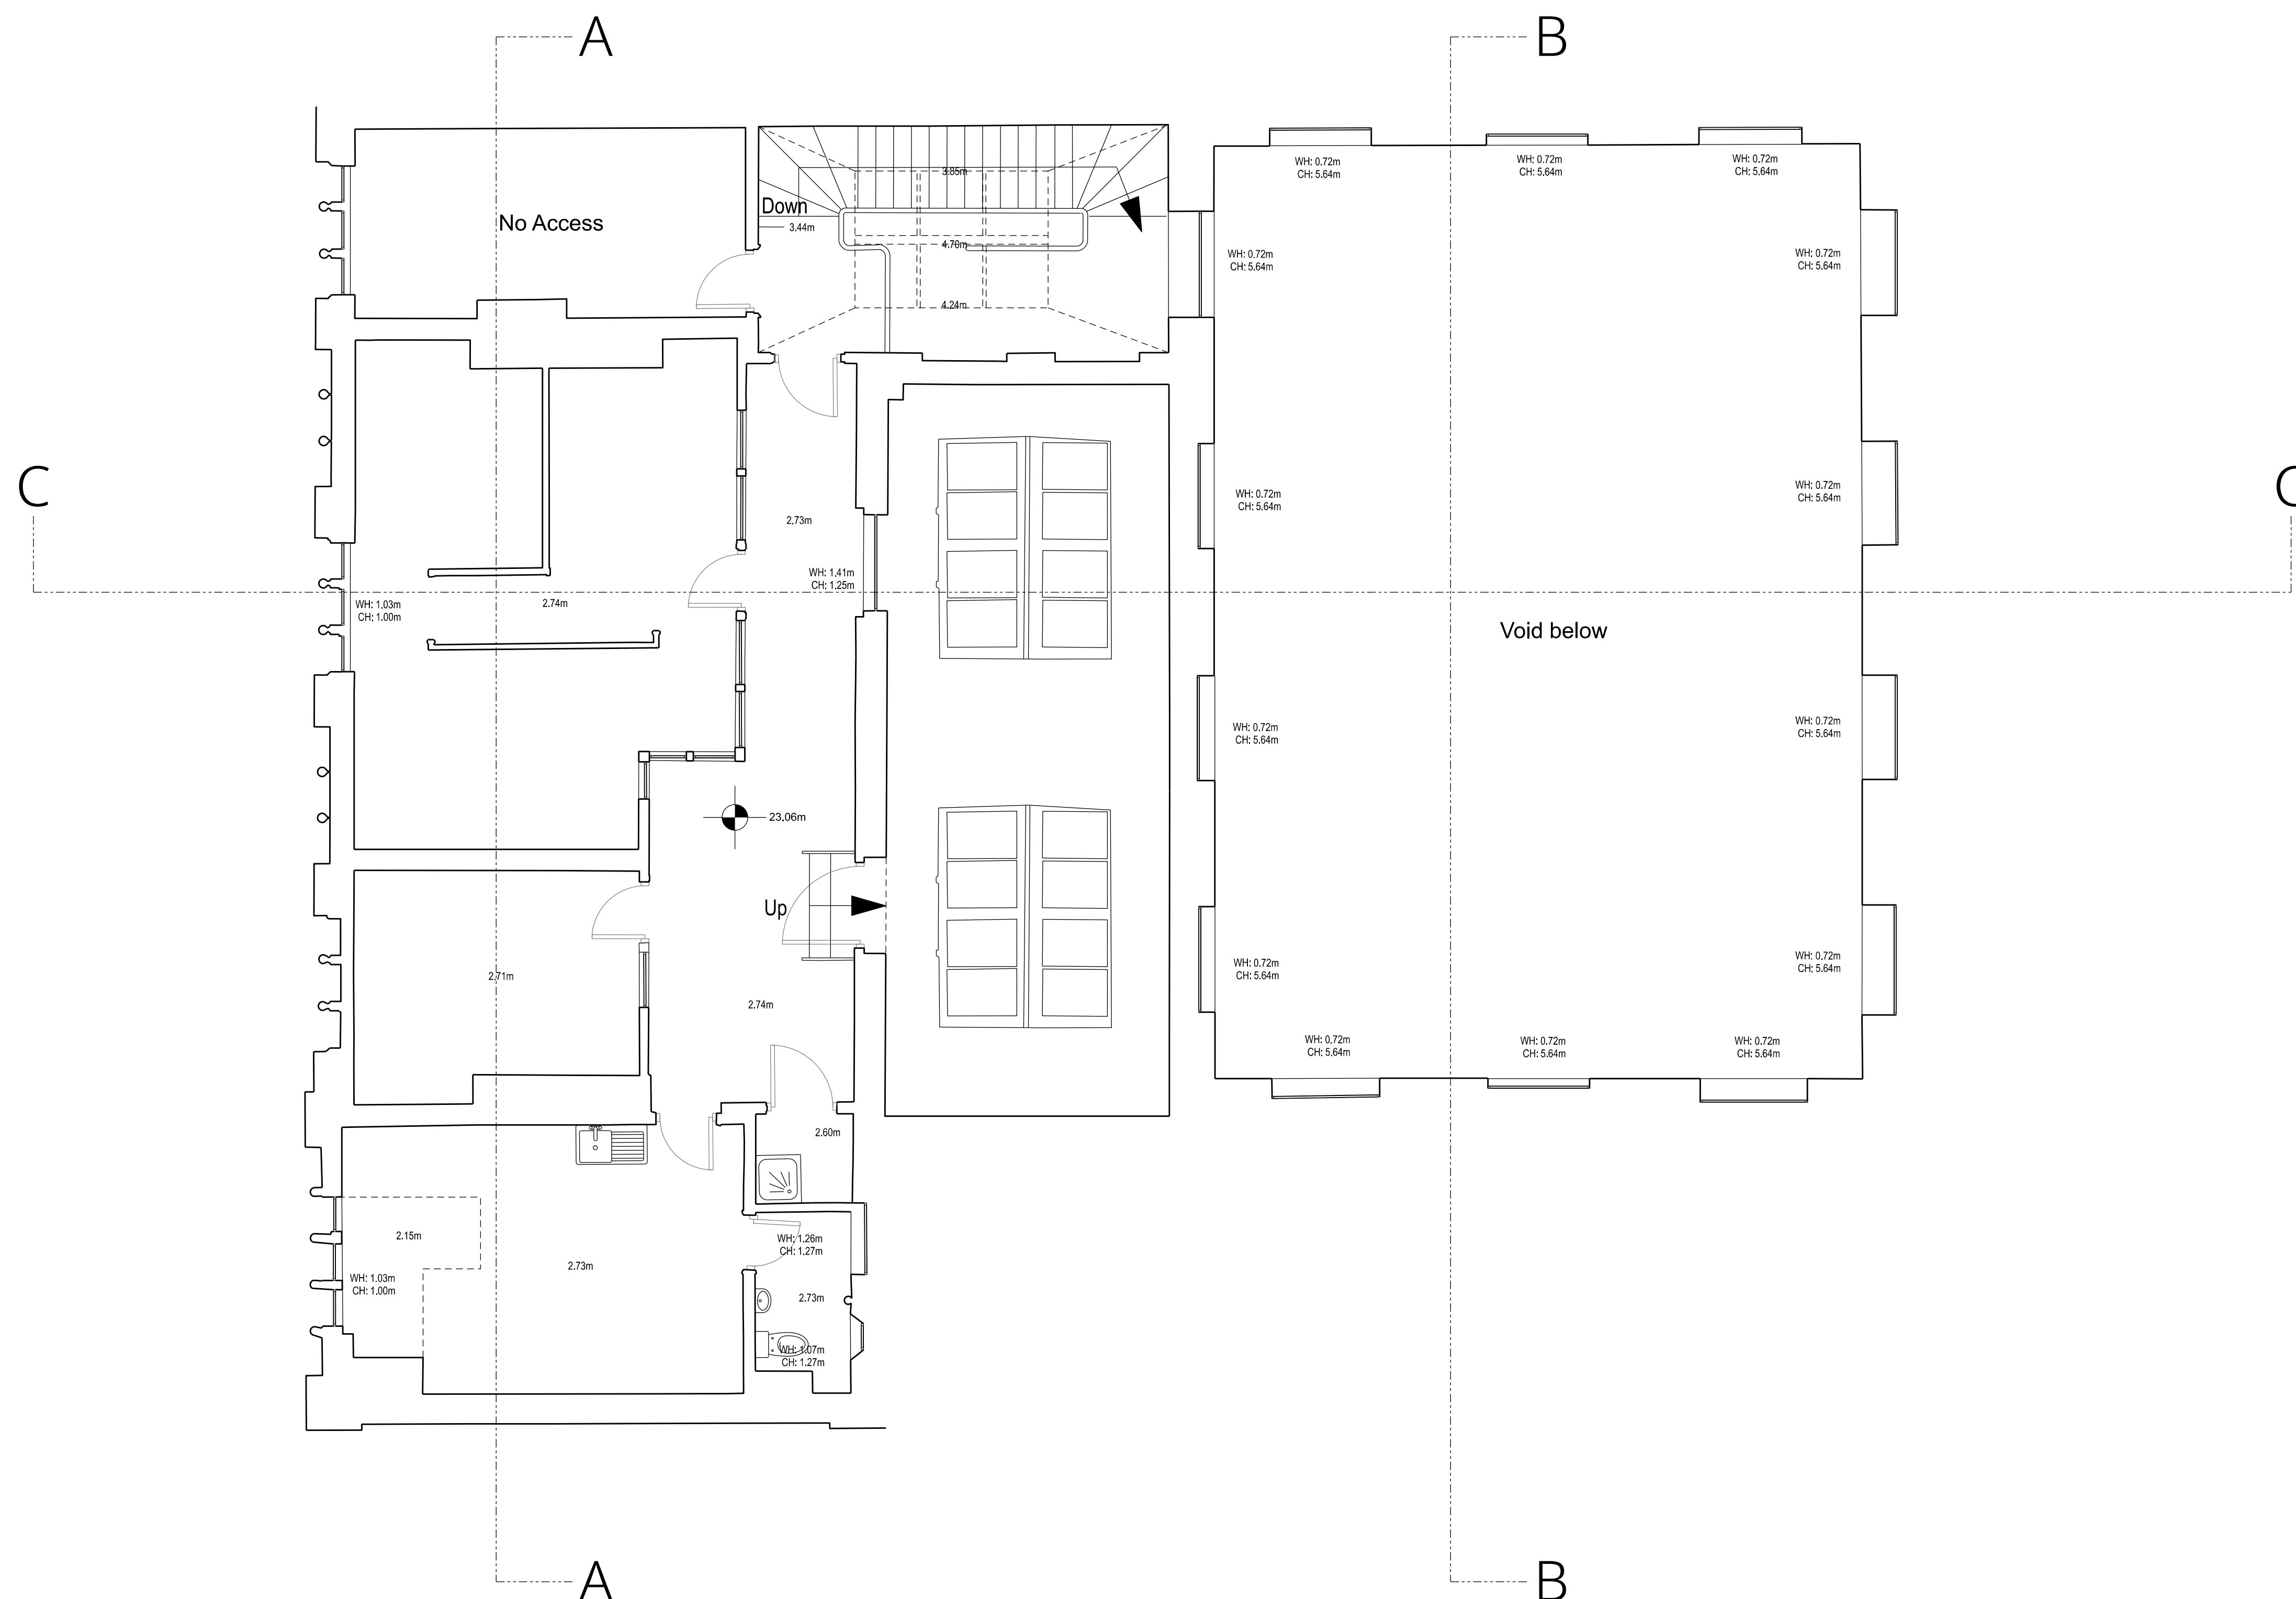 A
B
WH: 0.72m
CH: 5.64m
WH: 0.72m
CH: 5.64m
WH: 0.72m
CH: 5.64m
3.85m
Down
3.44m
No Access
4.70m
WH: 0.72m
CH: 5.64m
WH: 0.72m
CH: 5.64m
4.24m
C
C
WH: 0.72m
CH: 5.64m
WH: 0.72m
CH: 5.64m
2.73m
WH: 1.41m
CH: 1.25m
WH: 1.03m
CH: 1.00m
2.74m
Void below
WH: 0.72m
CH: 5.64m
WH: 0.72m
CH: 5.64m
23.06m
Up
2.71m
WH: 0.72m
CH: 5.64m
WH: 0.72m
CH: 5.64m
2.74m
WH: 0.72m
CH: 5.64m
WH: 0.72m
CH: 5.64m
WH: 0.72m
CH: 5.64m
2.60m
2.15m
WH: 1.26m
CH: 1.27m
2.73m
WH: 1.03m
CH: 1.00m
2.73m
WH: 1.07m
CH: 1.27m
A
B